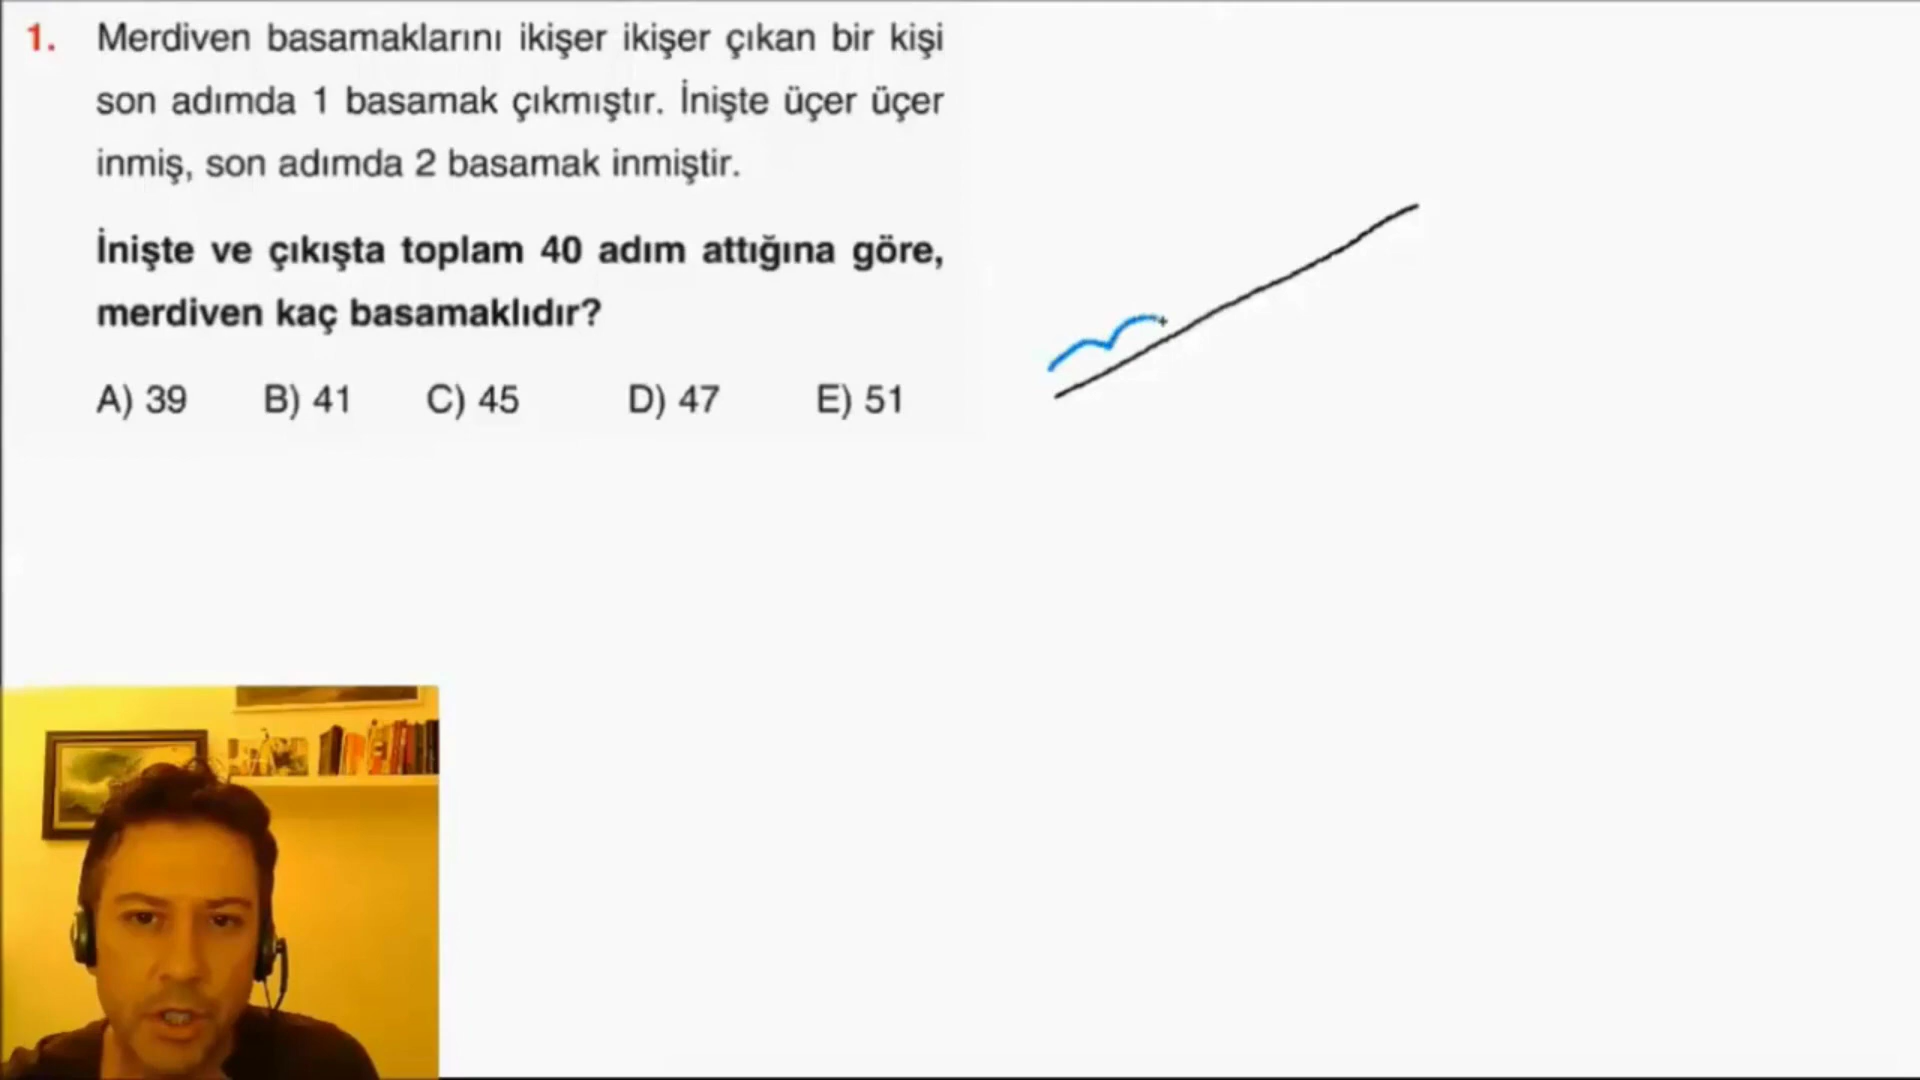 1. Merdiven basamaklarını ikişer ikişer çıkan bir kişi
son adımda 1 basamak çıkmıştır. İnişte üçer üçer
inmiş, son adımda 2 basamak inmiştir.
İnişte ve çıkışta toplam 40 adım attığına göre,
merdiven kaç basamaklıdır?
A) 39 B) 41 C) 45 D) 47 E) 51